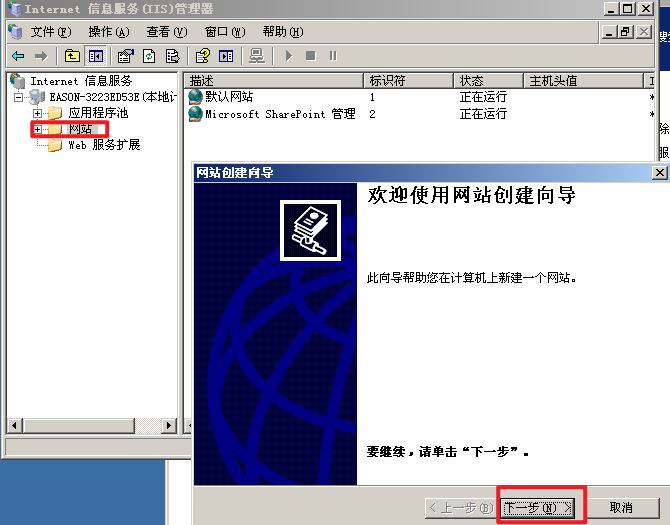 Internet 信息服务(IIS)管理器
文件(F) 操作(A) 查看(V) 窗口(W) 帮助(H)
Internet 信息服务
EASON-3223ED53E(本地计
应用程序池
网站
Web 服务扩展
描述 标识符 状态 主机头值
默认网站 1 正在运行
Microsoft SharePoint 管理 2 正在运行
网站创建向导
欢迎使用网站创建向导
此向导帮助您在计算机上新建一个网站。
要继续，请单击“下一步”。
< 上一步(B) 下一步(N) > 取消
除
服